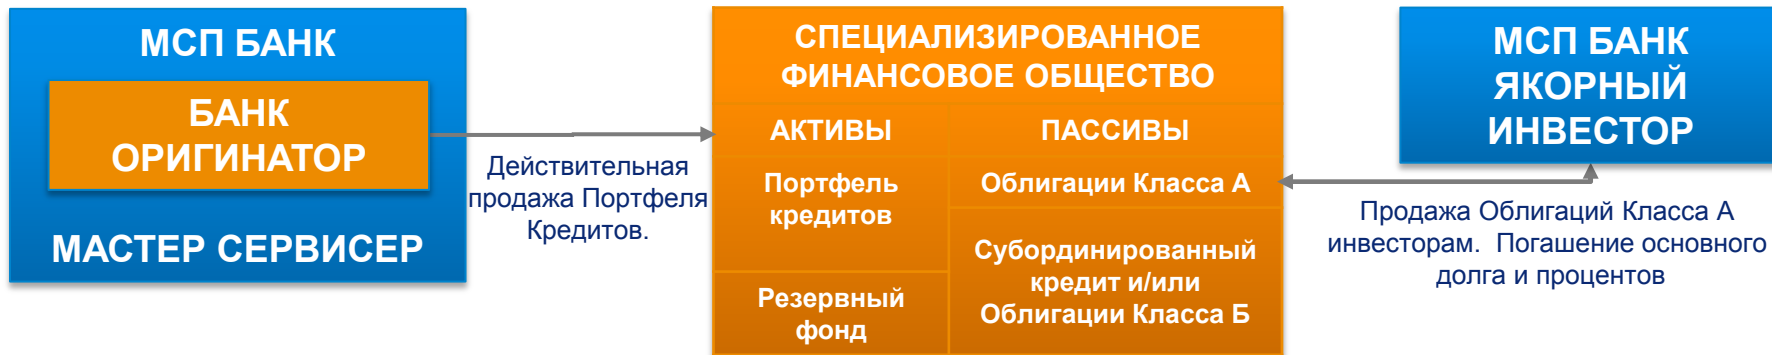 МСП БАНК
БАНК
ОРИГИНАТОР
МАСТЕР СЕРВИСЕР
Действительная
продажа Портфеля
Кредитов.
СПЕЦИАЛИЗИРОВАННОЕ
ФИНАНСОВОЕ ОБЩЕСТВО
АКТИВЫ
ПАССИВЫ
Портфель
кредитов
Облигации Класса А
Резервный
фонд
Субординированный
кредит и/или
Облигации Класса Б
МСП БАНК
ЯКОРНЫЙ
ИНВЕСТОР
Продажа Облигаций Класса А
инвесторам. Погашение основного
долга и процентов